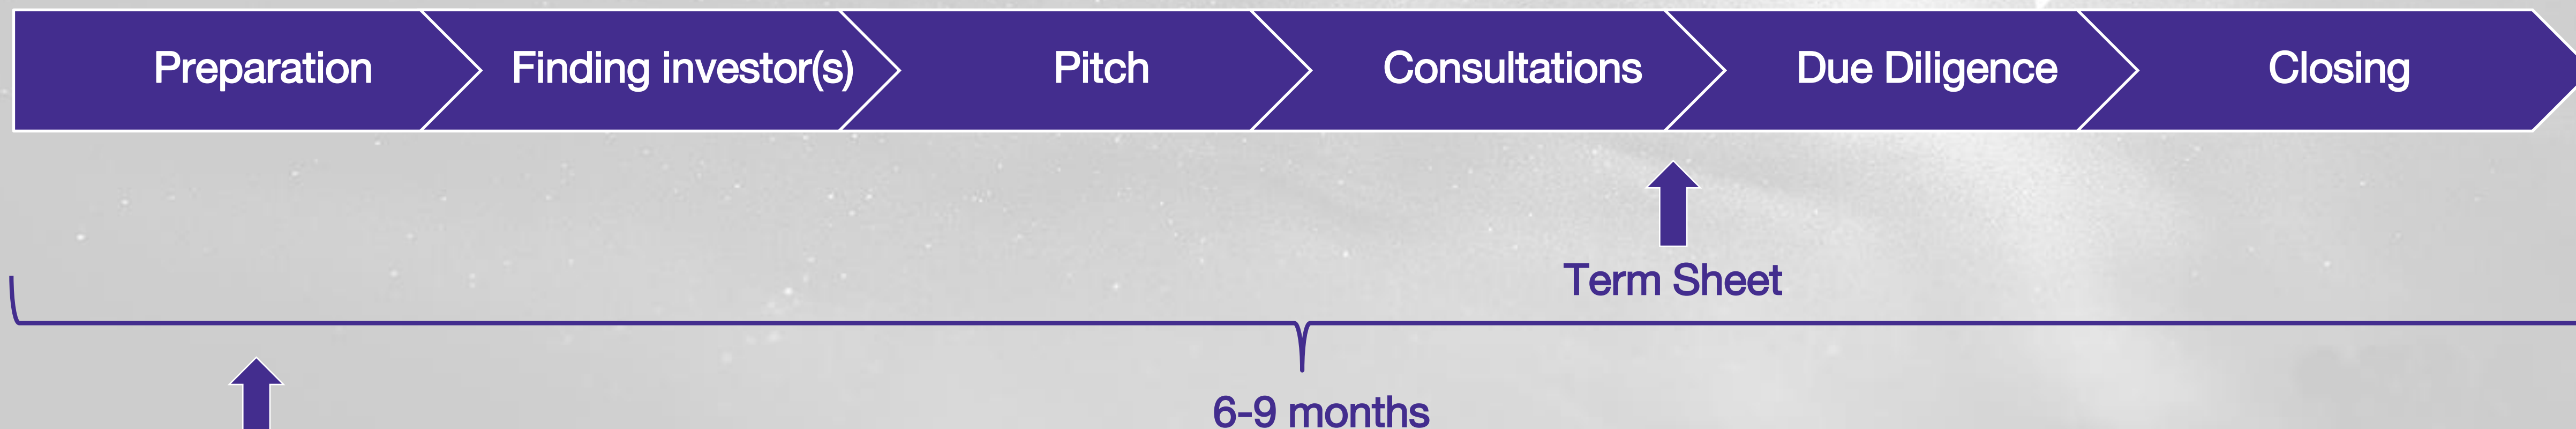 Preparation
Finding investor(s)
Pitch
Consultations
Due Diligence
Closing
Term Sheet
6-9 months